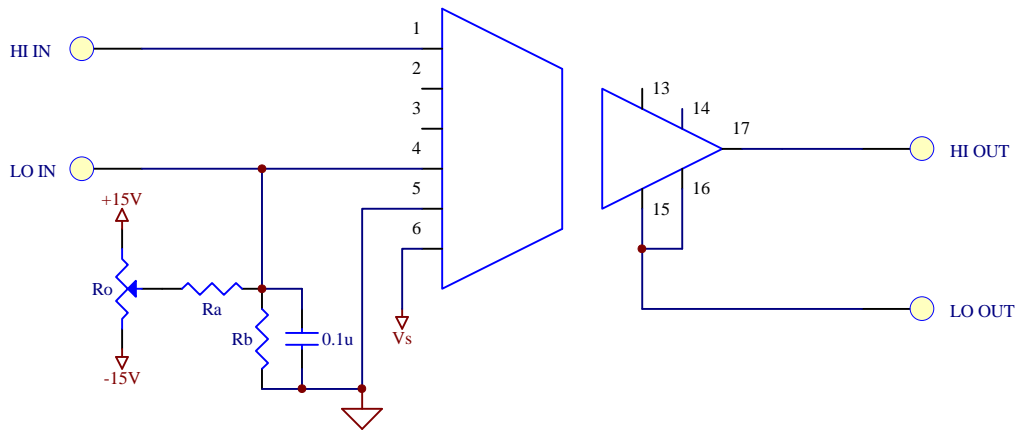 HI IN
1
2
3
4
5
6
LO IN
+15V
Ro
-15V
Ra
Rb
0.1u
Vs
13
14
17
16
15
HI OUT
LO OUT